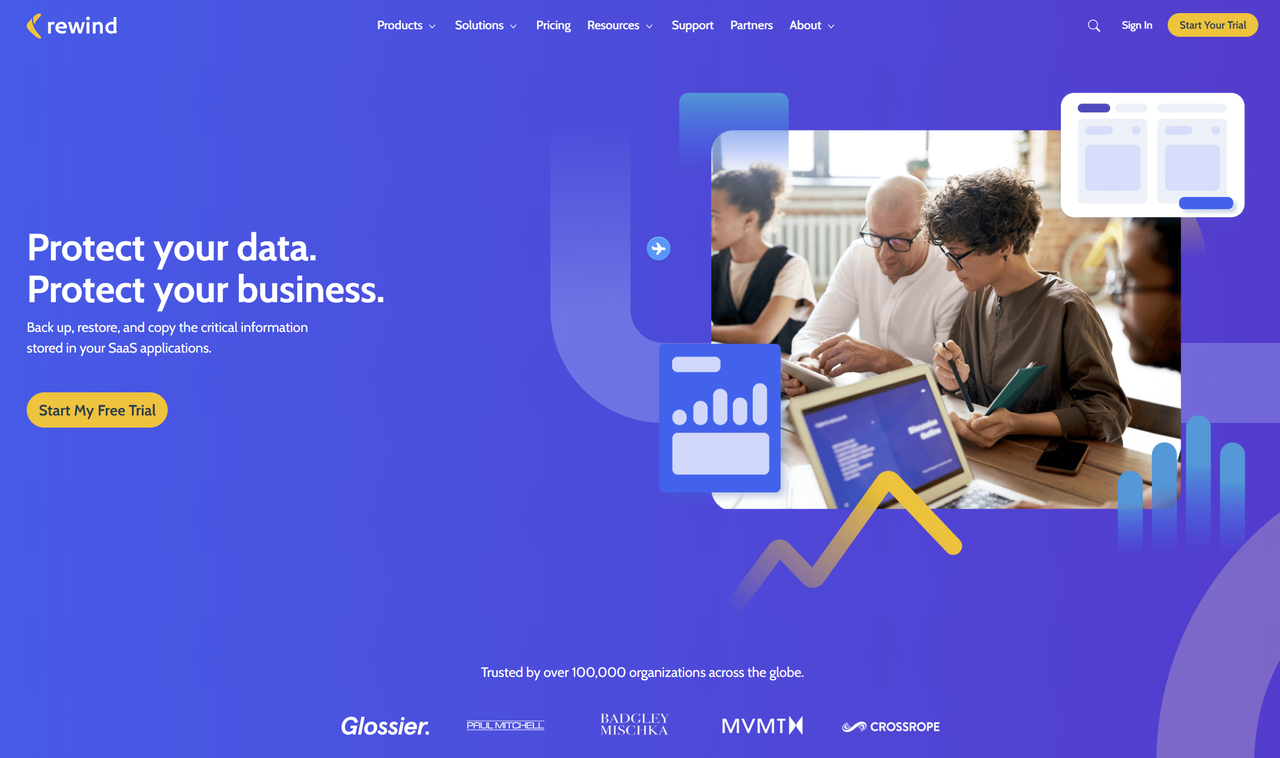 rewind
Products
Solutions
Pricing
Resources
Support
Partners
About
Sign In
Start Your Trial
Protect your data.
Protect your business.
Back up, restore, and copy the critical information
stored in your SaaS applications.
Start My Free Trial
Trusted by over 100,000 organizations across the globe.
Glossier.
PAUL MITCHELL
BADGLEY
MISCHKA
MVMT
CROSSROPE